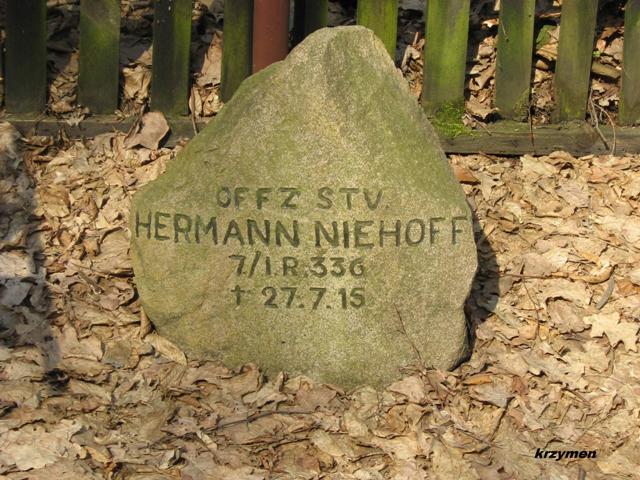 OFFZ STV.
HERMANN NIEHOFF
7/I.R.336
† 27.7.15
krzymen